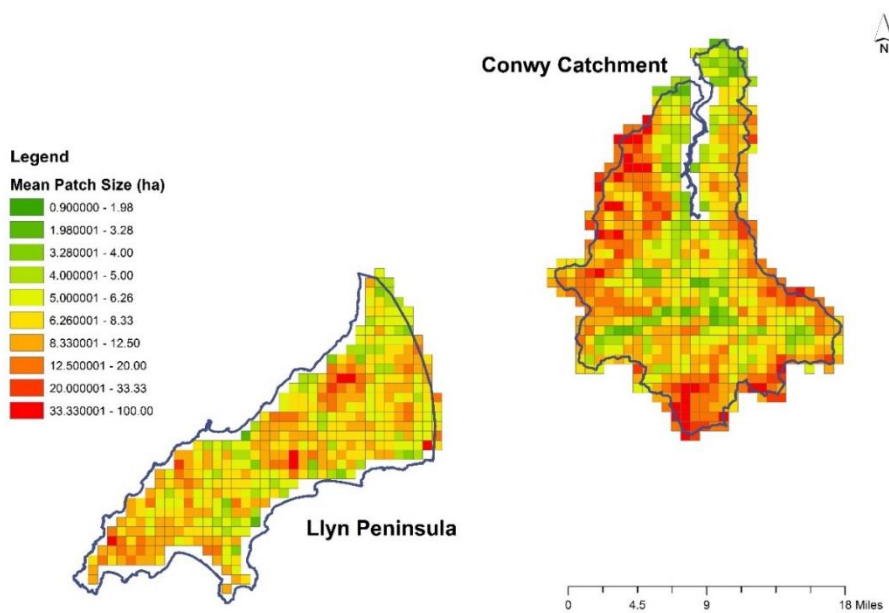 Conwy Catchment
N
Legend
Mean Patch Size (ha)
0.900000 - 1.98
1.980001 - 3.28
3.280001 - 4.00
4.000001 - 5.00
5.000001 - 6.26
6.260001 - 8.33
8.330001 - 12.50
12.500001 - 20.00
20.000001 - 33.33
33.330001 - 100.00
Llyn Peninsula
0 4.5 9 18 Miles